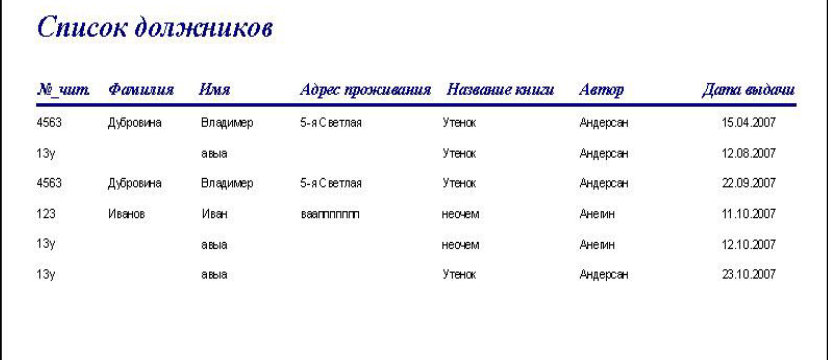 Список должников
№_чит. Фамилия Имя Адрес проживания Название книги Автор Дата выдачи
4563 Дубровина Владимер 5-я Светлая Утенок Андерсан 15.04.2007
13у авыа Утенок Андерсан 12.08.2007
4563 Дубровина Владимер 5-я Светлая Утенок Андерсан 22.09.2007
123 Иванов Иван вааппппппп неочем Анегин 11.10.2007
13у авыа неочем Анегин 12.10.2007
13у авыа Утенок Андерсан 23.10.2007